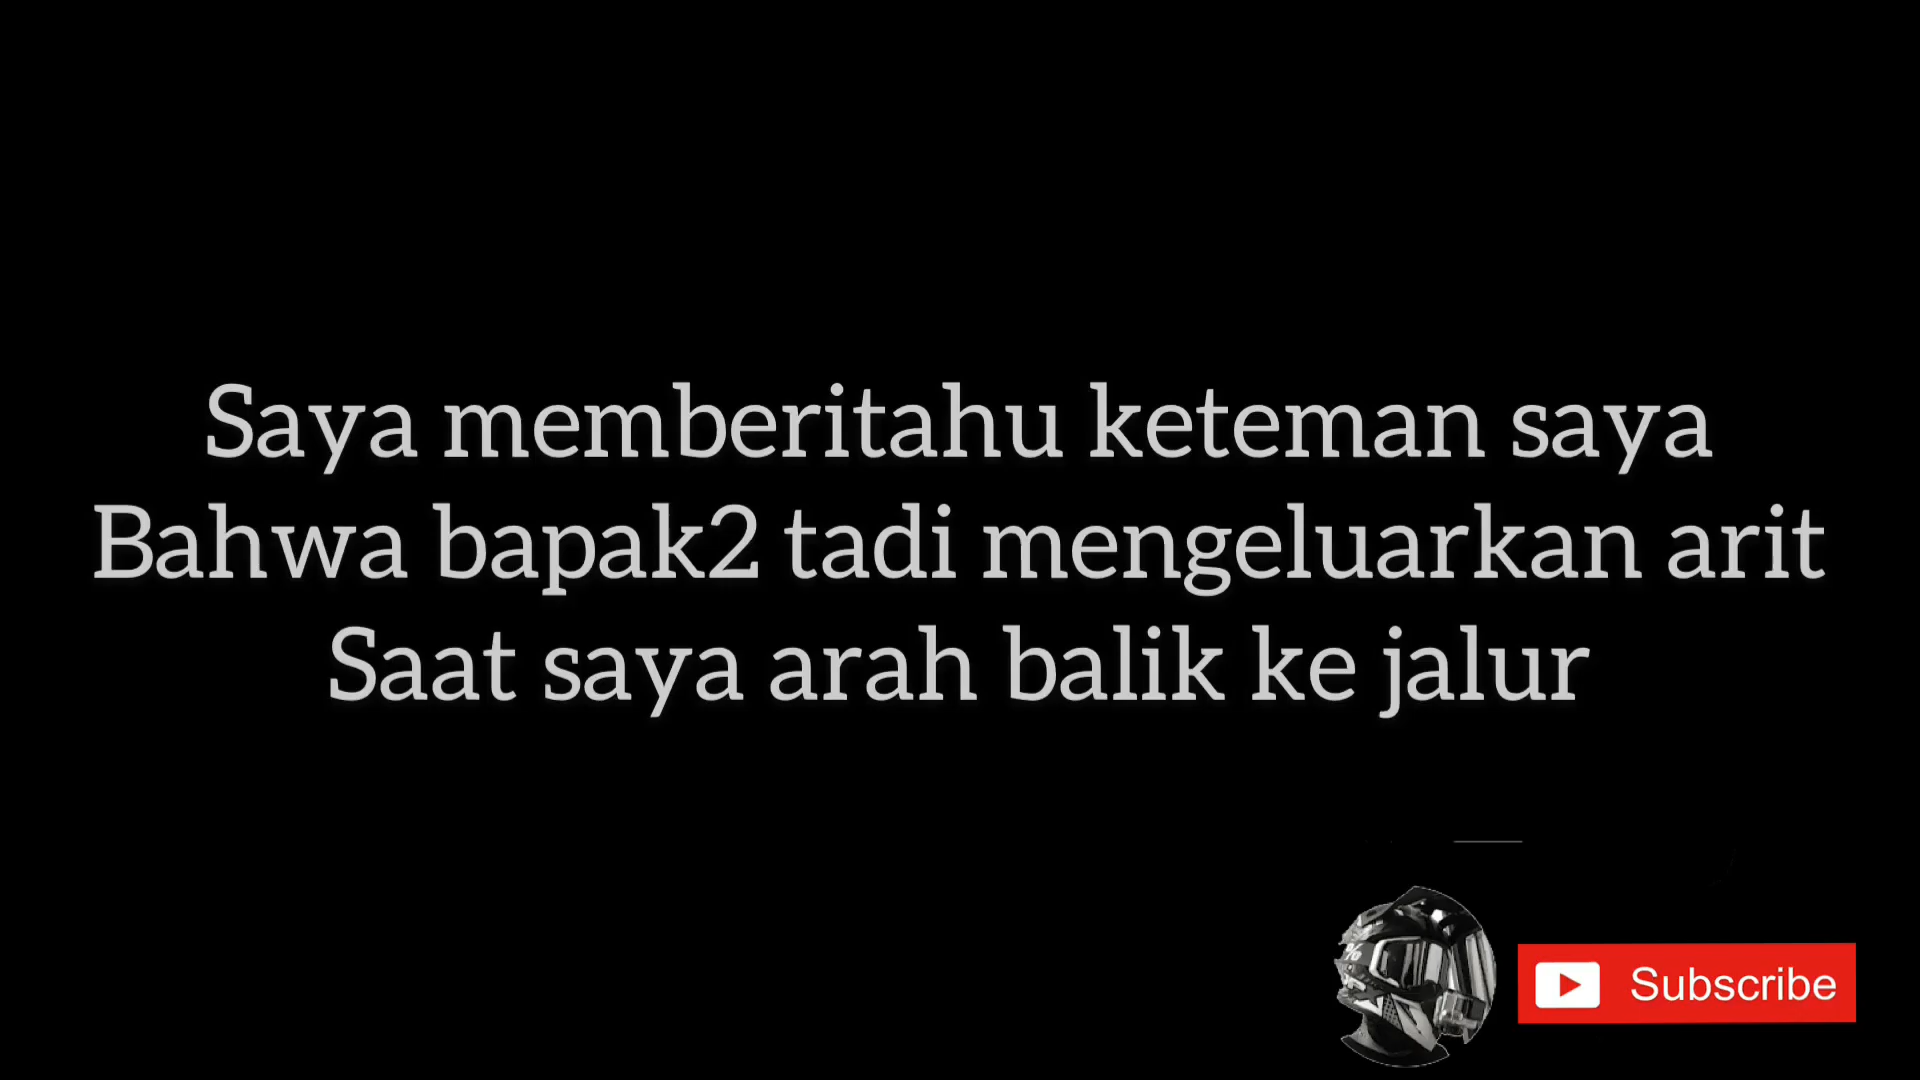 Saya memberitahu keteman saya
Bahwa bapak2 tadi mengeluarkan arit
Saat saya arah balik ke jalur
Subscribe